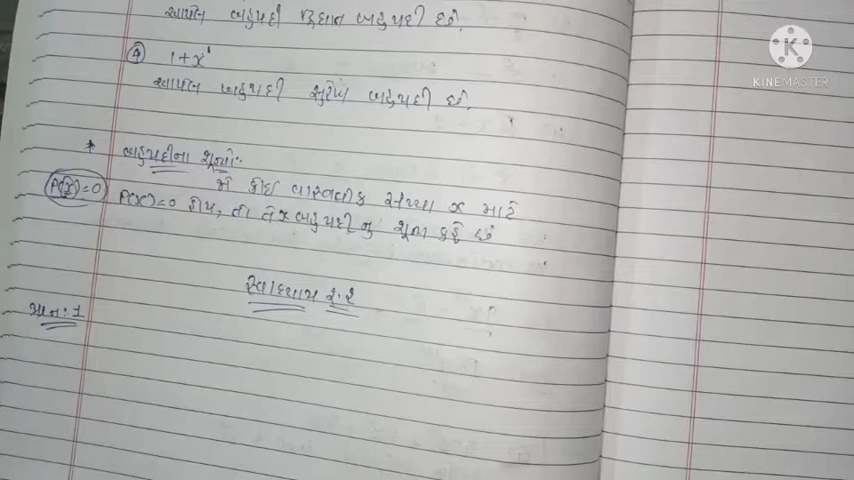 આપેલ બહુપદી દ્વિઘાત બહુપદી છે.
④ 1+x¹
આપેલ બહુપદી સુરેખ બહુપદી છે.
* બહુપદીના શૂન્યો:-
જો કોઇ વાસ્તવીક સંખ્યા x માટે
P(x)=0
P(x)=0 હોય, તો તે x બહુપદી નુ શૂન્ય કહે છે
સ્વાધ્યાય ૨.૨
પ્રશ્ન:1
KINEMASTER